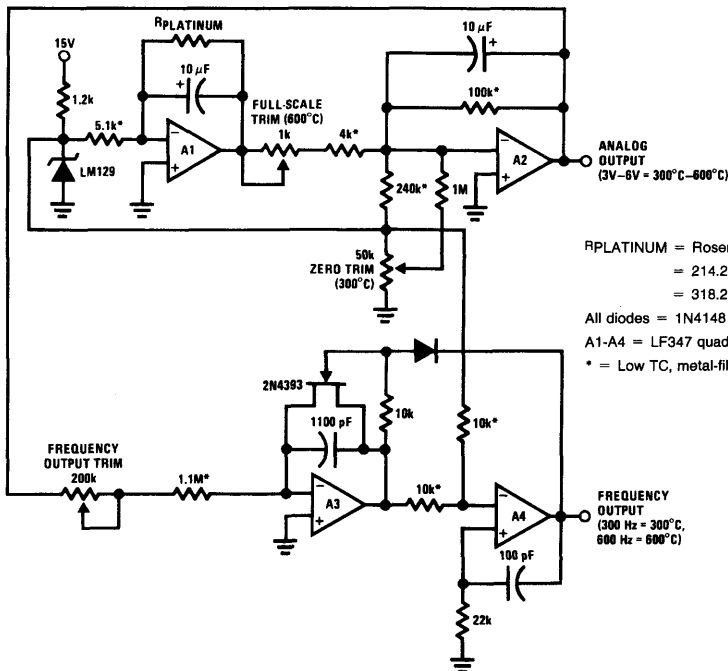 RPLATINUM
15V
10 µF
+
10 µF
+
1.2k
FULL-SCALE
TRIM (600°C)
1k
100k*
5.1k*
4k*
−
A1
+
−
A2
+
ANALOG
OUTPUT
(3V–6V = 300°C–600°C)
LM129
240k*
1M
50k
ZERO TRIM
(300°C)
RPLATINUM =
= 214.2
= 318.2
All diodes = 1N4148
A1-A4 = LF347 quad
* = Low TC, metal-fil
2N4393
10k
10k*
1100 pF
FREQUENCY
OUTPUT TRIM
200k
1.1M*
−
A3
+
10k*
−
A4
+
FREQUENCY
OUTPUT
(300 Hz = 300°C,
600 Hz = 600°C)
100 pF
22k